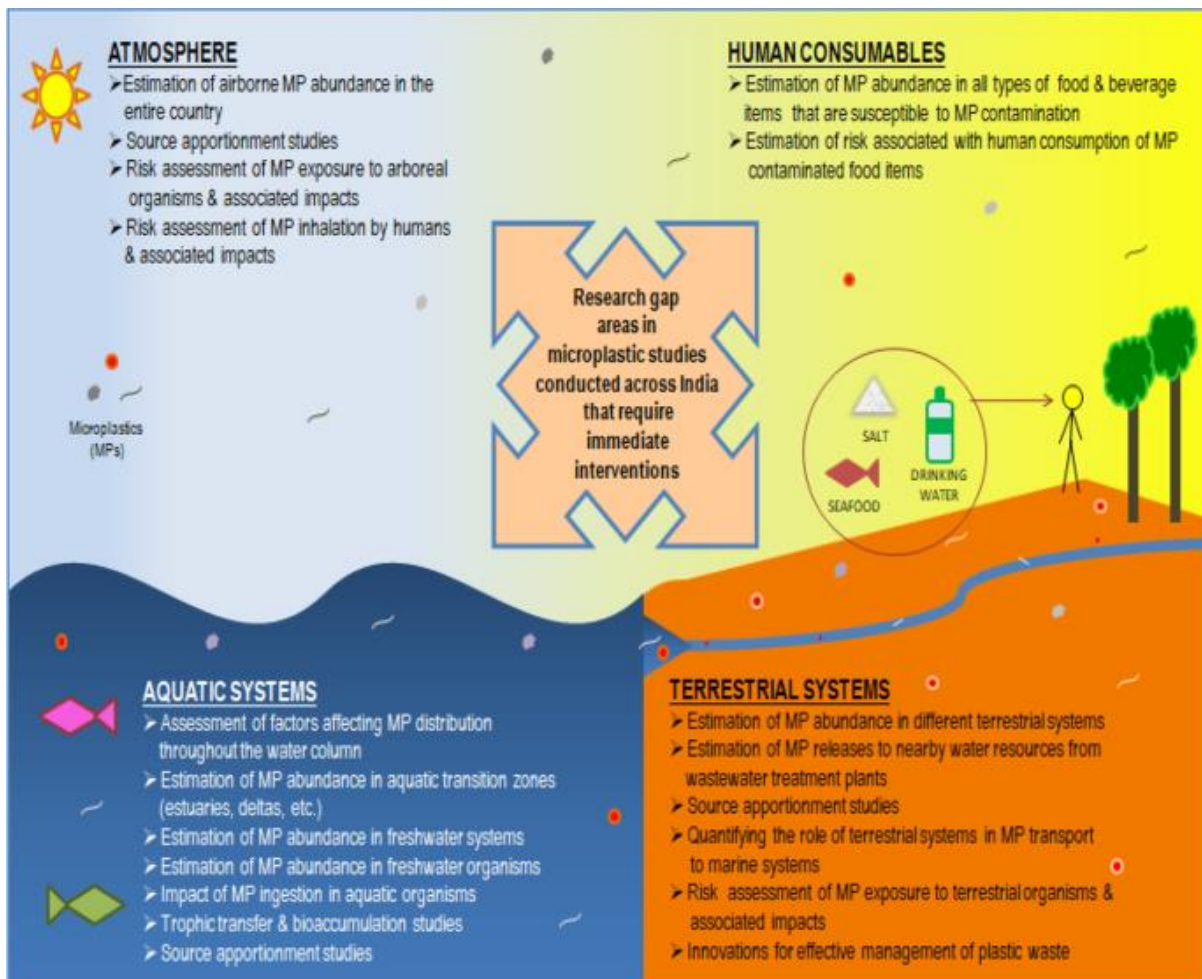 ATMOSPHERE
➢Estimation of airborne MP abundance in the
entire country
➢ Source apportionment studies
➢ Risk assessment of MP exposure to arboreal
organisms & associated impacts
➢ Risk assessment of MP inhalation by humans
& associated impacts
HUMAN CONSUMABLES
➢ Estimation of MP abundance in all types of food & beverage
items that are susceptible to MP contamination
➢ Estimation of risk associated with human consumption of MP
contaminated food items
Research gap
areas in
microplastic studies
conducted across India
that require
immediate
interventions
Microplastics
(MPs)
SALT
DRINKING
WATER
SEAFOOD
AQUATIC SYSTEMS
➢ Assessment of factors affecting MP distribution
throughout the water column
➢ Estimation of MP abundance in aquatic transition zones
(estuaries, deltas, etc.)
➢ Estimation of MP abundance in freshwater systems
➢ Estimation of MP abundance in freshwater organisms
➢ Impact of MP ingestion in aquatic organisms
➢ Trophic transfer & bioaccumulation studies
➢ Source apportionment studies
TERRESTRIAL SYSTEMS
➢ Estimation of MP abundance in different terrestrial systems
➢ Estimation of MP releases to nearby water resources from
wastewater treatment plants
➢ Source apportionment studies
➢ Quantifying the role of terrestrial systems in MP transport
to marine systems
➢ Risk assessment of MP exposure to terrestrial organisms &
associated impacts
➢ Innovations for effective management of plastic waste